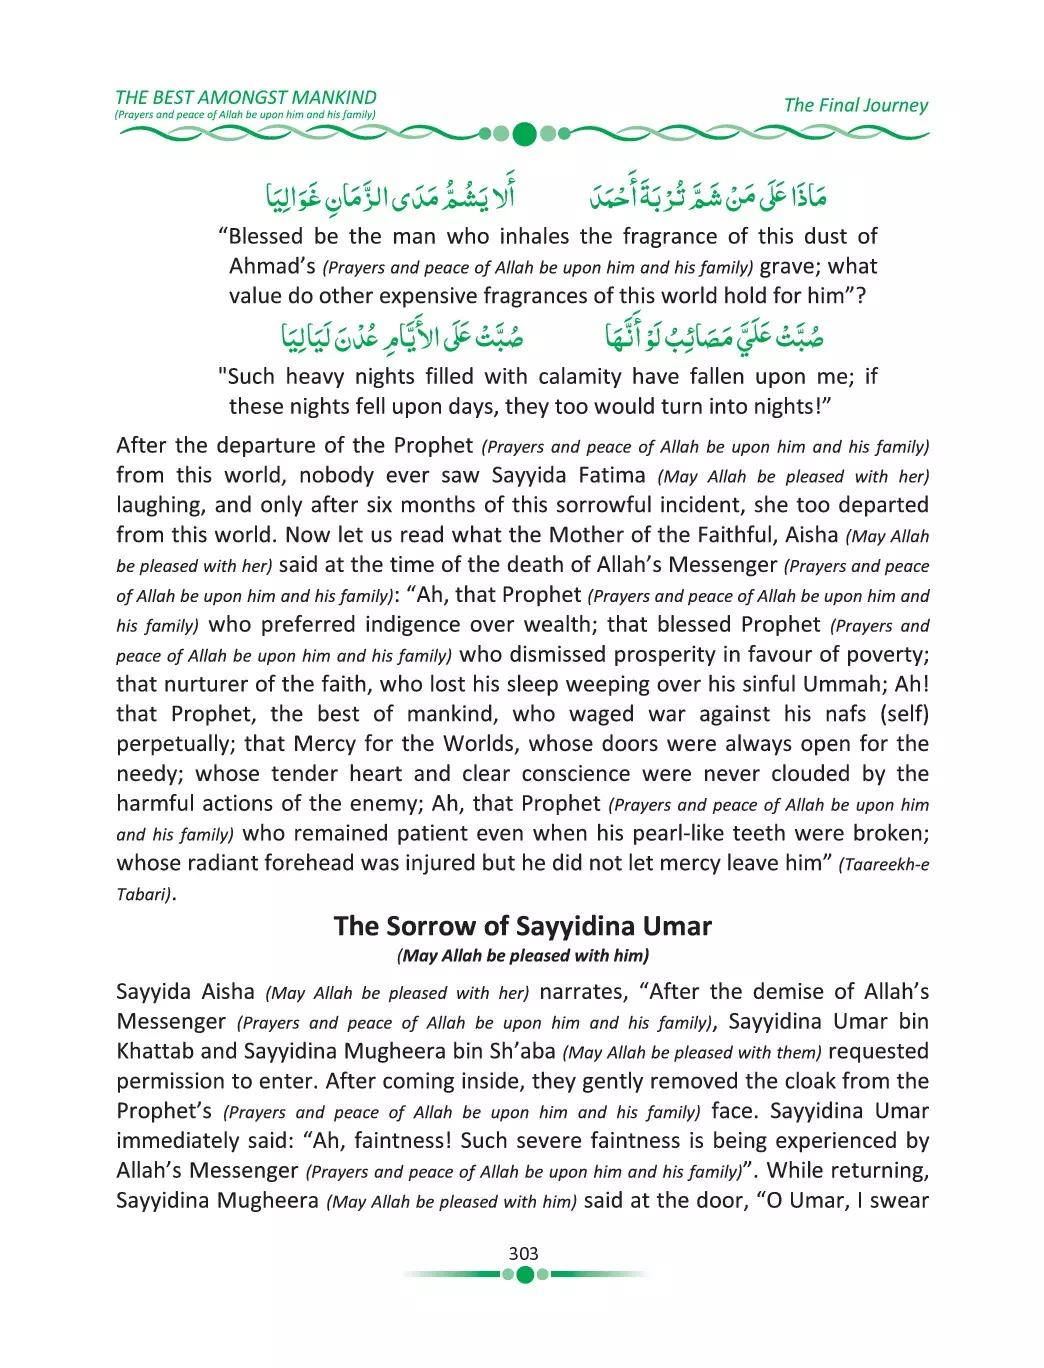 THE BEST AMONGST MANKIND
(Prayers and peace of Allah be upon him and his family)
The Final Journey
مَاذَا عَلَى مَنْ شَمَّ تُرْبَةَ أَحْمَدَ أَلا يَشُمُّ مَدَى الزَّمَانِ غَوَالِيَا
“Blessed be the man who inhales the fragrance of this dust of
Ahmad’s (Prayers and peace of Allah be upon him and his family) grave; what
value do other expensive fragrances of this world hold for him”?
صُبَّتْ عَلَيَّ مَصَائِبُ لَوْ أَنَّهَا صُبَّتْ عَلَى الأَيَّامِ عُدْنَ لَيَالِيَا
"Such heavy nights filled with calamity have fallen upon me; if
these nights fell upon days, they too would turn into nights!”
After the departure of the Prophet (Prayers and peace of Allah be upon him and his family)
from this world, nobody ever saw Sayyida Fatima (May Allah be pleased with her)
laughing, and only after six months of this sorrowful incident, she too departed
from this world. Now let us read what the Mother of the Faithful, Aisha (May Allah
be pleased with her) said at the time of the death of Allah’s Messenger (Prayers and peace
of Allah be upon him and his family): “Ah, that Prophet (Prayers and peace of Allah be upon him and
his family) who preferred indigence over wealth; that blessed Prophet (Prayers and
peace of Allah be upon him and his family) who dismissed prosperity in favour of poverty;
that nurturer of the faith, who lost his sleep weeping over his sinful Ummah; Ah!
that Prophet, the best of mankind, who waged war against his nafs (self)
perpetually; that Mercy for the Worlds, whose doors were always open for the
needy; whose tender heart and clear conscience were never clouded by the
harmful actions of the enemy; Ah, that Prophet (Prayers and peace of Allah be upon him
and his family) who remained patient even when his pearl-like teeth were broken;
whose radiant forehead was injured but he did not let mercy leave him” (Taareekh-e
Tabari).
The Sorrow of Sayyidina Umar
(May Allah be pleased with him)
Sayyida Aisha (May Allah be pleased with her) narrates, “After the demise of Allah’s
Messenger (Prayers and peace of Allah be upon him and his family), Sayyidina Umar bin
Khattab and Sayyidina Mugheera bin Sh’aba (May Allah be pleased with them) requested
permission to enter. After coming inside, they gently removed the cloak from the
Prophet’s (Prayers and peace of Allah be upon him and his family) face. Sayyidina Umar
immediately said: “Ah, faintness! Such severe faintness is being experienced by
Allah’s Messenger (Prayers and peace of Allah be upon him and his family)”. While returning,
Sayyidina Mugheera (May Allah be pleased with him) said at the door, “O Umar, I swear
303